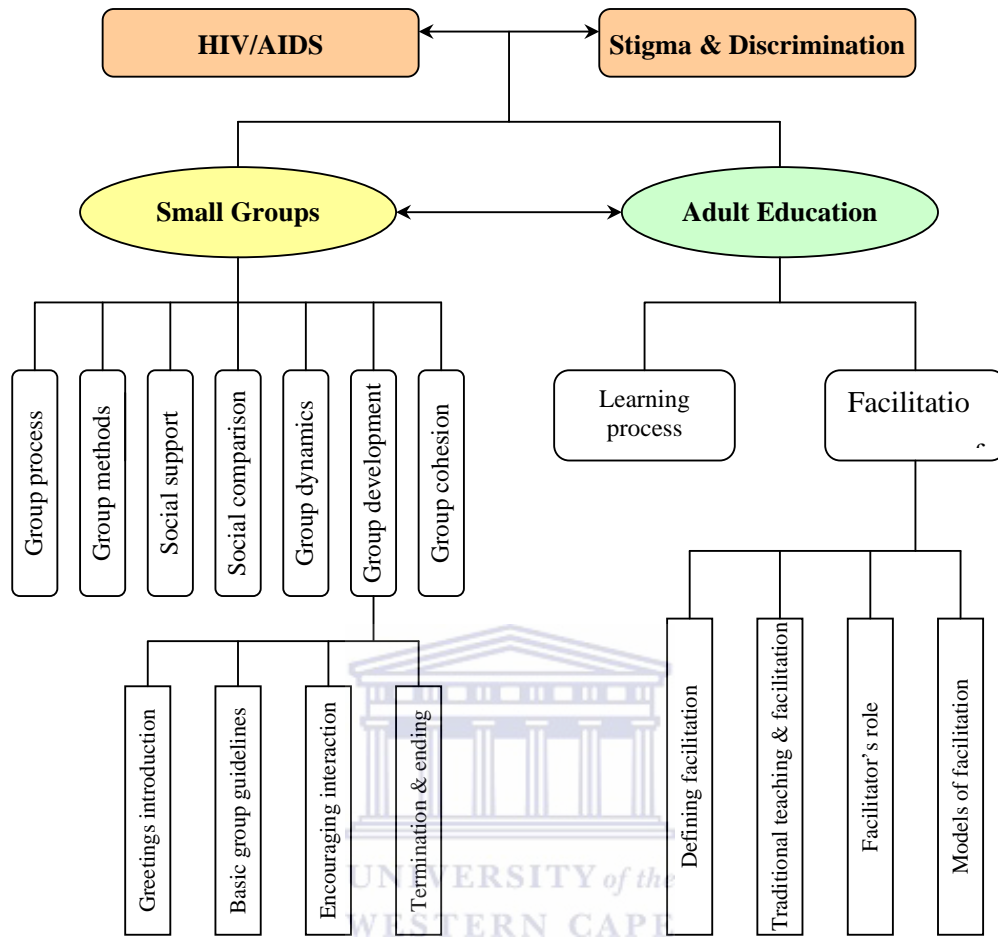 HIV/AIDS
Stigma & Discrimination
Small Groups
Adult Education
Group process
Group methods
Social support
Social comparison
Group dynamics
Group development
Group cohesion
Learning
process
Facilitatio
Greetings introduction
Basic group guidelines
Encouraging interaction
Termination & ending
Defining facilitation
Traditional teaching & facilitation
Facilitator's role
Models of facilitation
UNIVERSITY of the
WESTERN CAPE